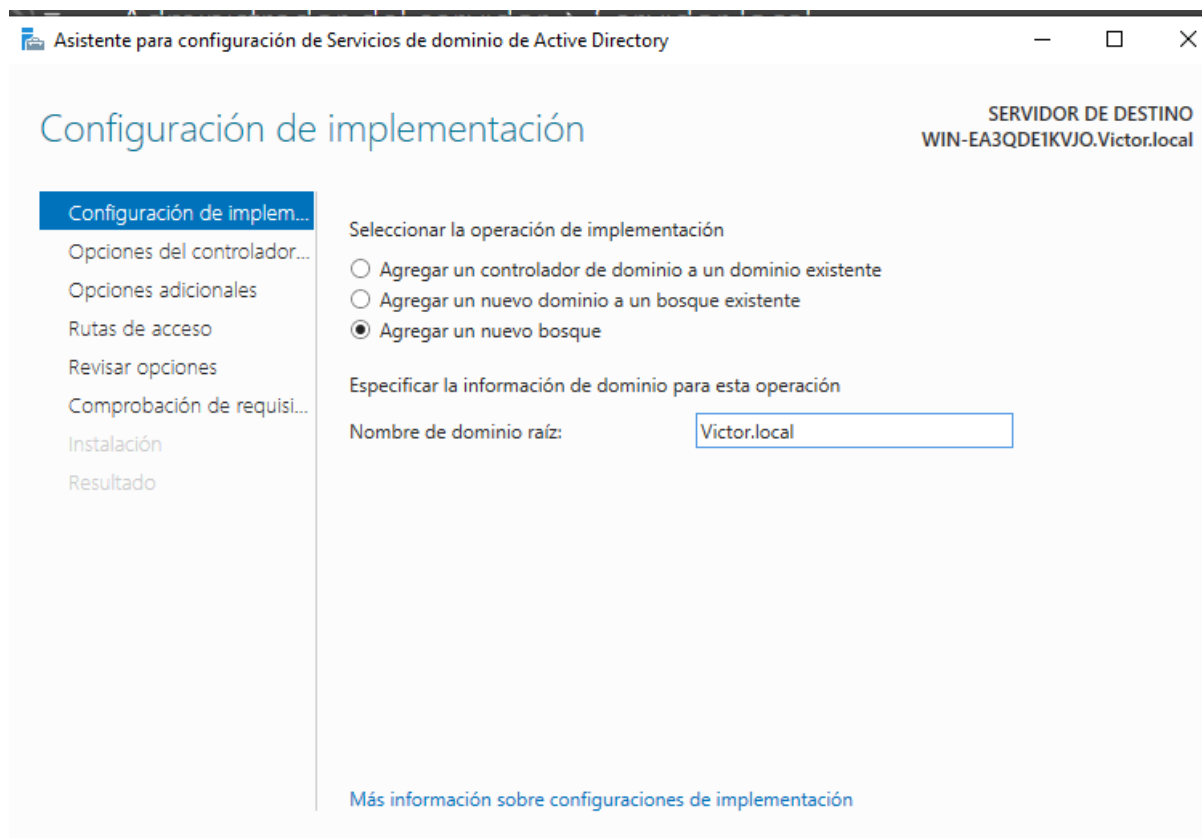 Asistente para configuración de Servicios de dominio de Active Directory
Configuración de implementación
SERVIDOR DE DESTINO
WIN-EA3QDE1KVJO.Victor.local
Configuración de implem...
Opciones del controlador...
Opciones adicionales
Rutas de acceso
Revisar opciones
Comprobación de requisi...
Instalación
Resultado
Seleccionar la operación de implementación
Agregar un controlador de dominio a un dominio existente
Agregar un nuevo dominio a un bosque existente
Agregar un nuevo bosque
Especificar la información de dominio para esta operación
Nombre de dominio raíz: Victor.local
Más información sobre configuraciones de implementación